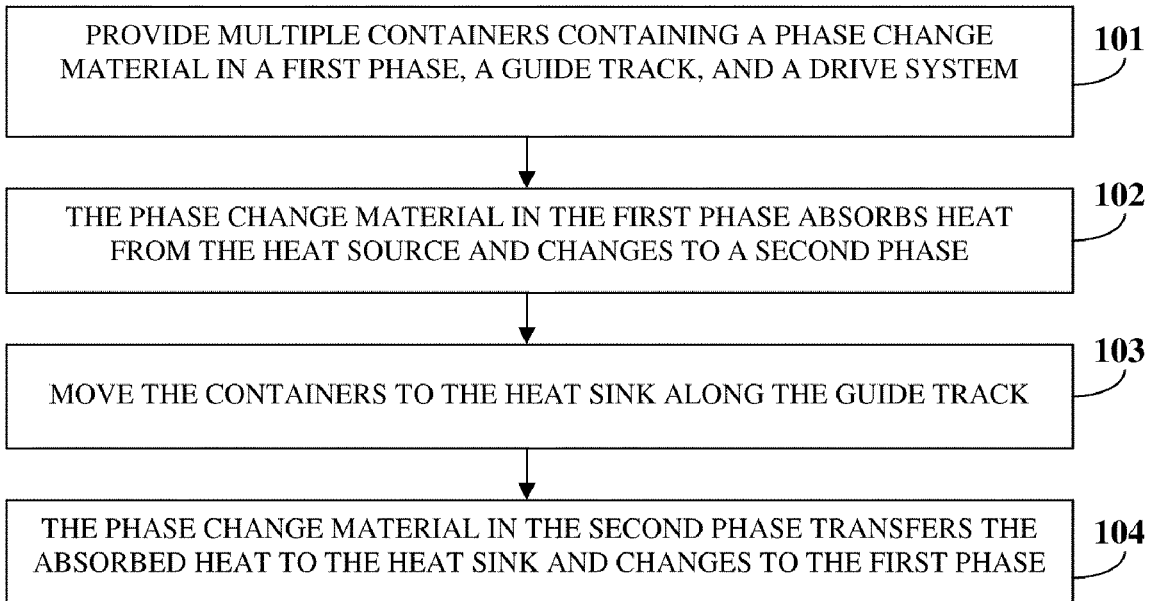 PROVIDE MULTIPLE CONTAINERS CONTAINING A PHASE CHANGE
MATERIAL IN A FIRST PHASE, A GUIDE TRACK, AND A DRIVE SYSTEM
101
THE PHASE CHANGE MATERIAL IN THE FIRST PHASE ABSORBS HEAT
FROM THE HEAT SOURCE AND CHANGES TO A SECOND PHASE
102
MOVE THE CONTAINERS TO THE HEAT SINK ALONG THE GUIDE TRACK
103
THE PHASE CHANGE MATERIAL IN THE SECOND PHASE TRANSFERS THE
ABSORBED HEAT TO THE HEAT SINK AND CHANGES TO THE FIRST PHASE
104